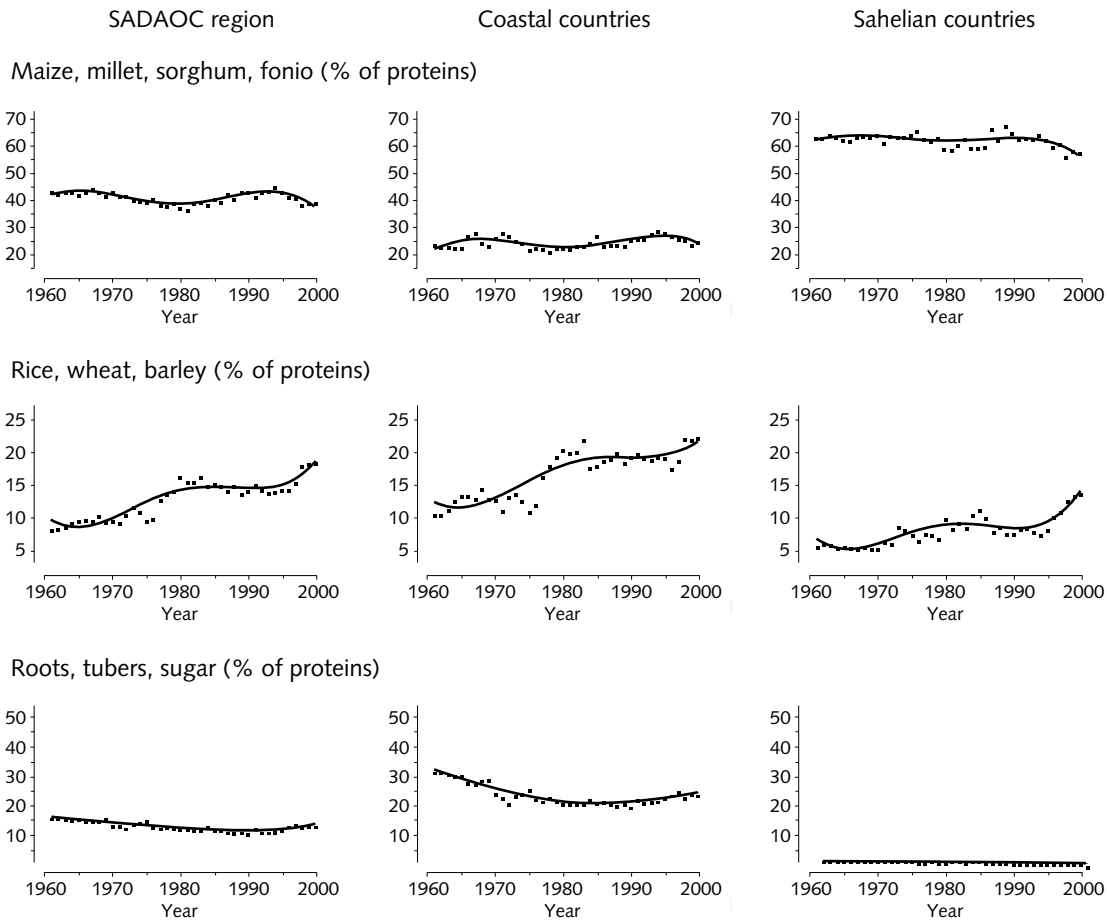 SADAOC region Coastal countries Sahelian countries
Maize, millet, sorghum, fonio (% of proteins)
70 70 70
60 60 60
50 50 50
40 40 40
30 30 30
20 20 20
1960 1970 1980 1990 2000 1960 1970 1980 1990 2000 1960 1970 1980 1990 2000
Year Year Year
Rice, wheat, barley (% of proteins)
25 25 25
20 20 20
15 15 15
10 10 10
5 5 5
1960 1970 1980 1990 2000 1960 1970 1980 1990 2000 1960 1970 1980 1990 2000
Year Year Year
Roots, tubers, sugar (% of proteins)
50 50 50
40 40 40
30 30 30
20 20 20
10 10 10
1960 1970 1980 1990 2000 1960 1970 1980 1990 2000 1960 1970 1980 1990 2000
Year Year Year